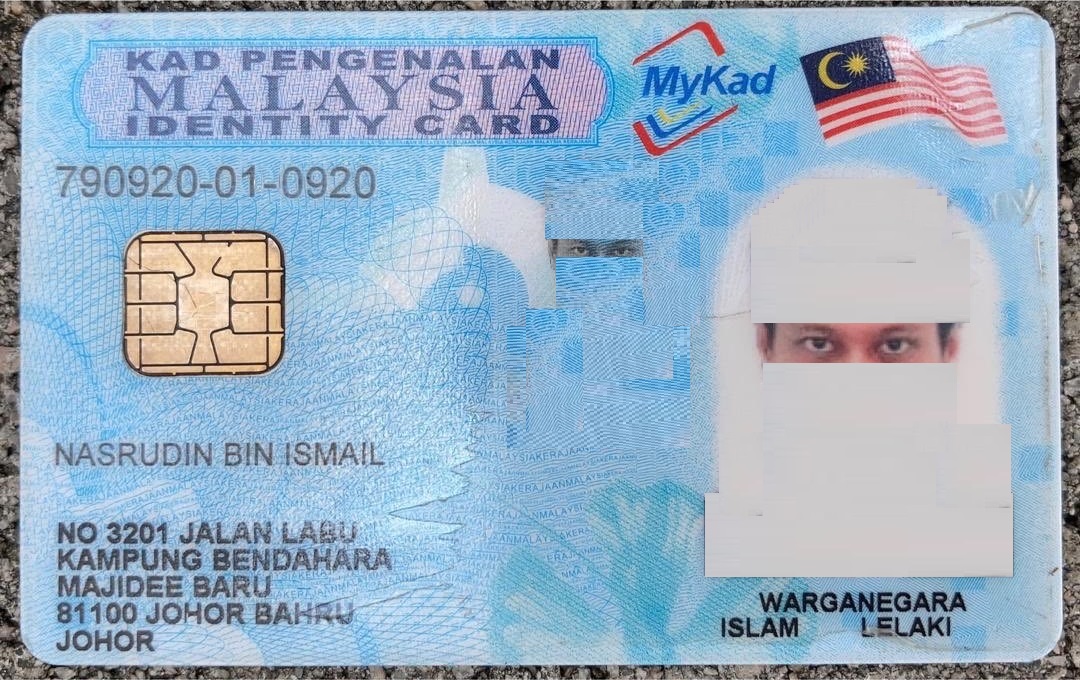 KAD PENGENALAN
MALAYSIA
IDENTITY CARD
MyKad
790920-01-0920
NASRUDIN BIN ISMAIL
NO 3201 JALAN LABU
KAMPUNG BENDAHARA
MAJIDEE BARU
81100 JOHOR BAHRU
JOHOR
WARGANEGARA
ISLAM LELAKI